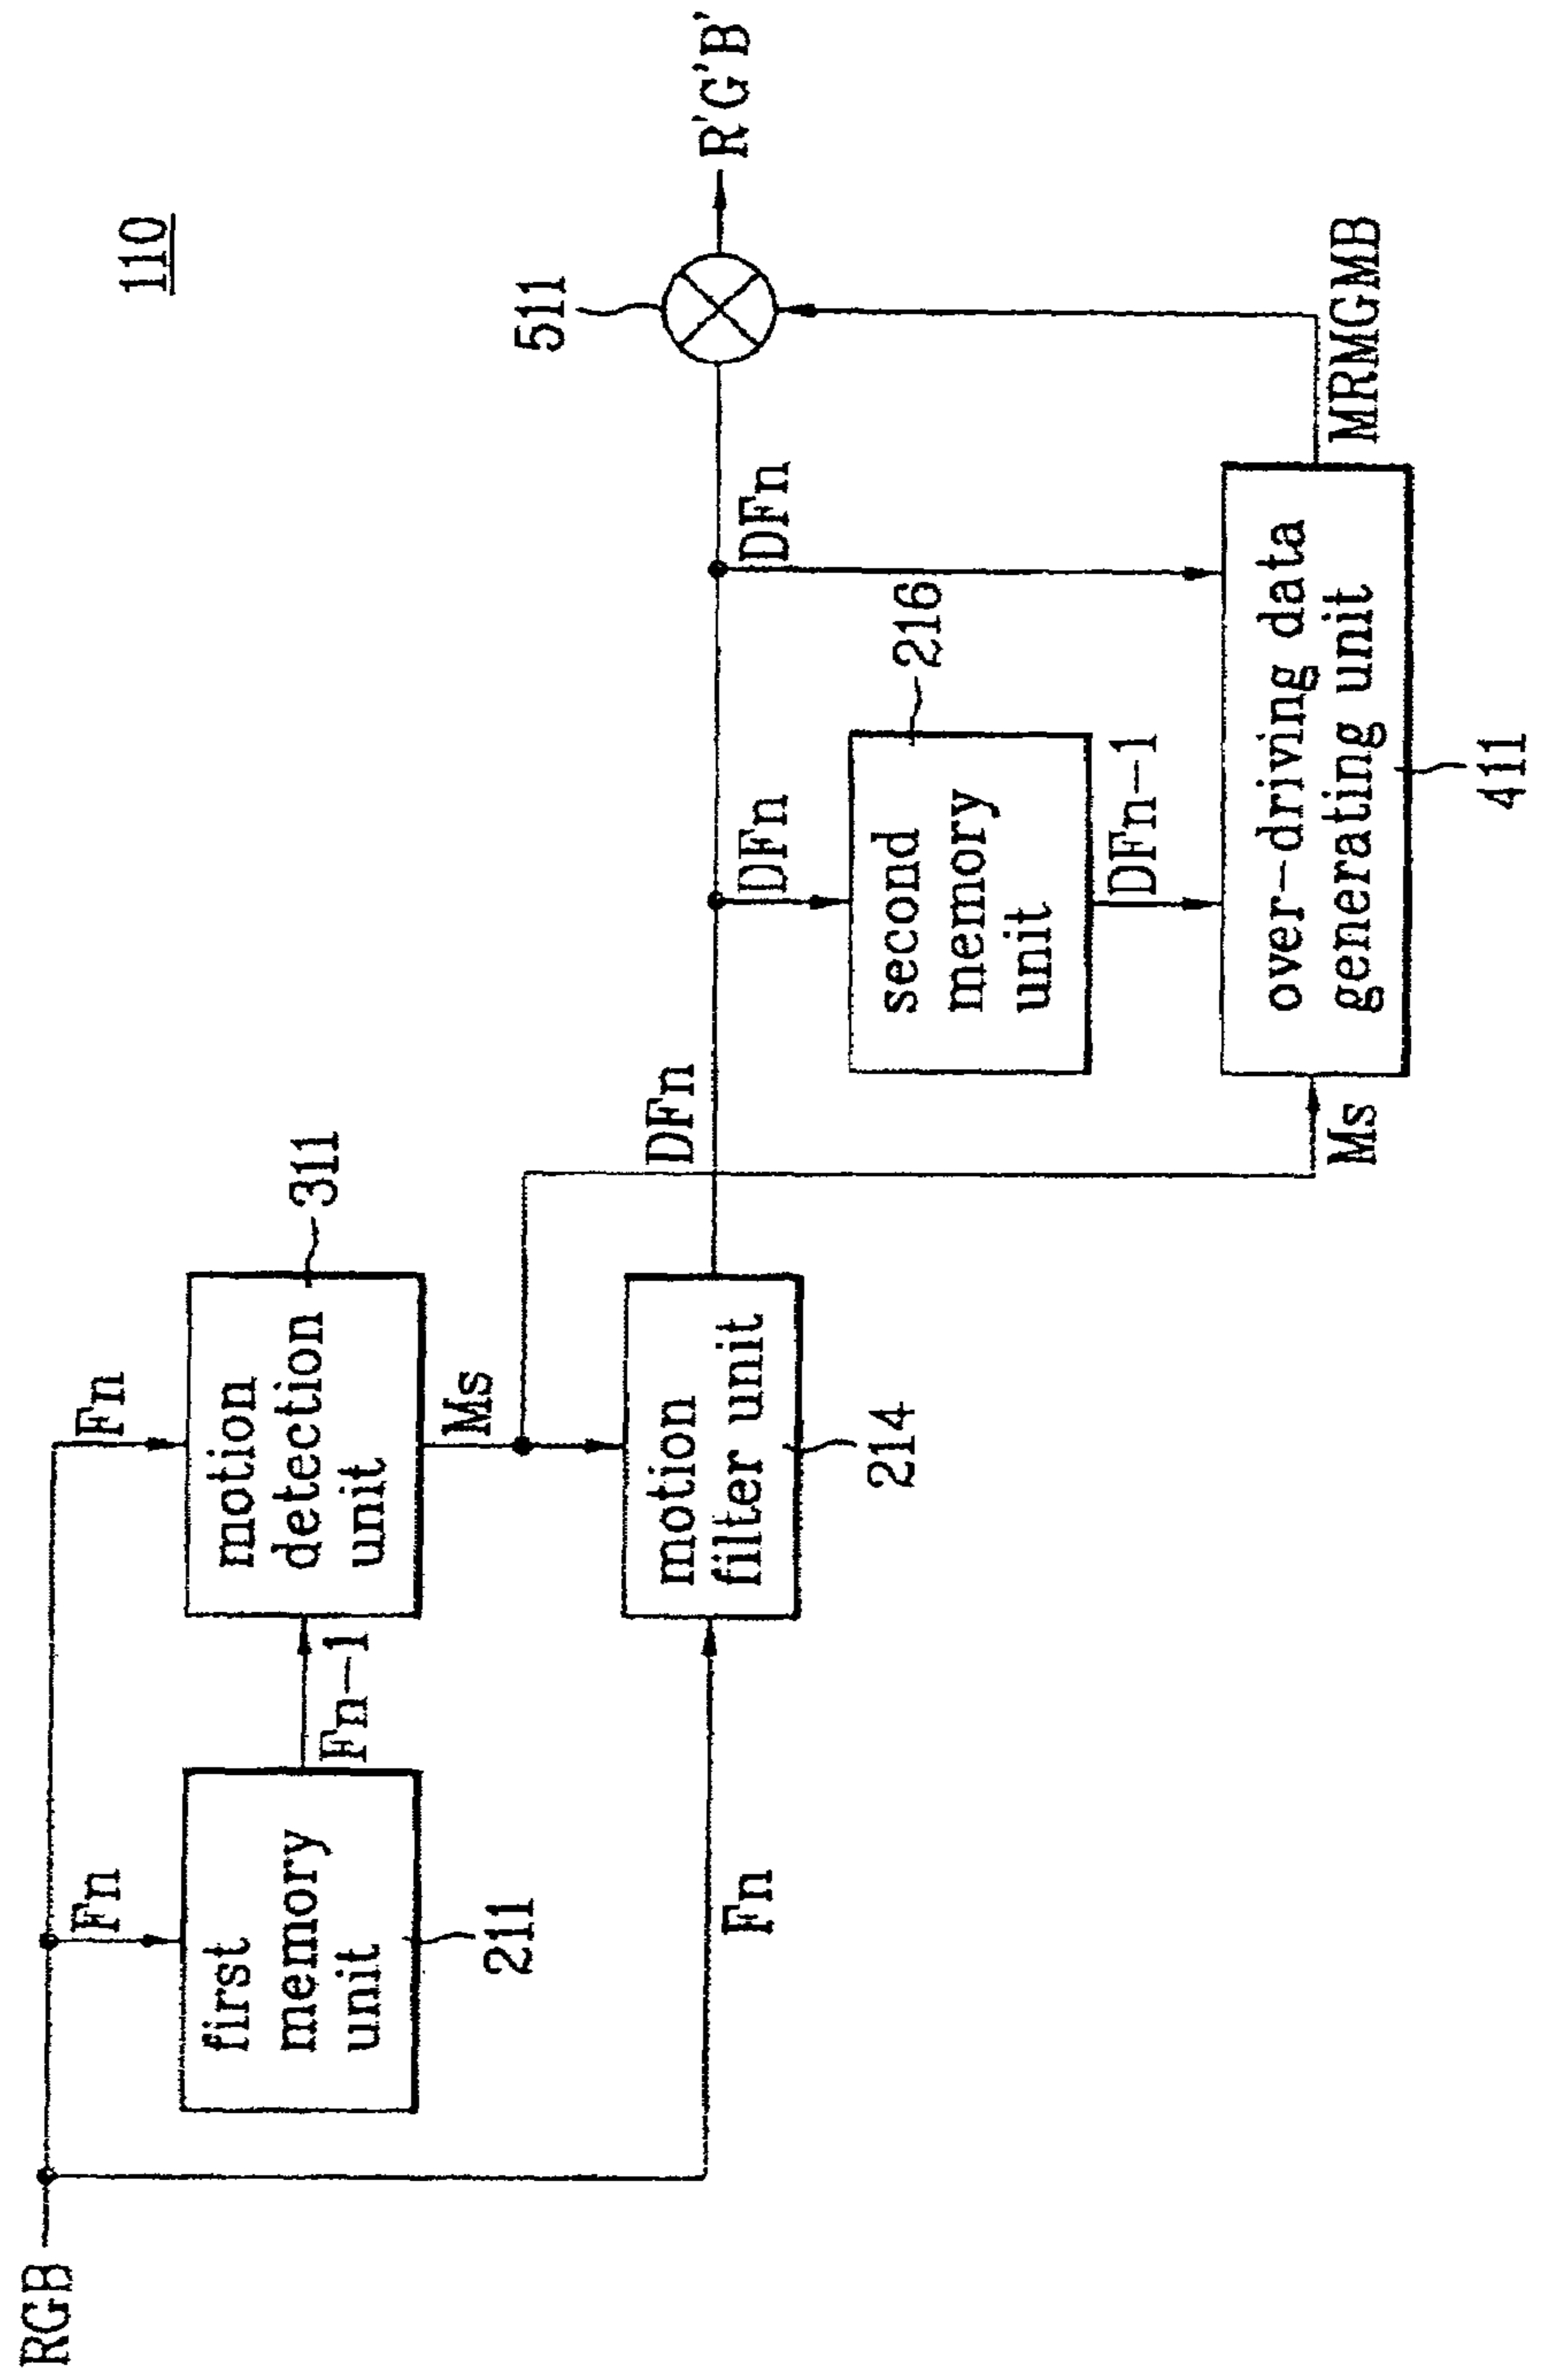 110
RGB
Fn
Fn
first
memory
unit
211
Fn-1
motion
detection
unit
311
Ms
Fn
motion
filter unit
214
DFn
DFn
DFn
second
memory
unit
216
DFn-1
Ms
over-driving data
generating unit
411
MRMGMB
511
R'G'B'